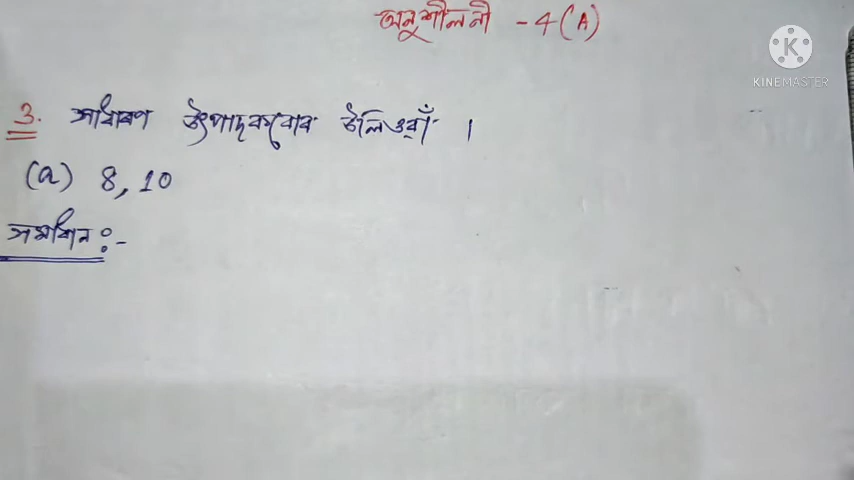 অনুশীলনী - 4 (A)
K
KINEMASTER
3. সাধাৰণ উৎপাদকবোৰ উলিওৱাঁ ।
(a) 8, 10
সমাধান :-